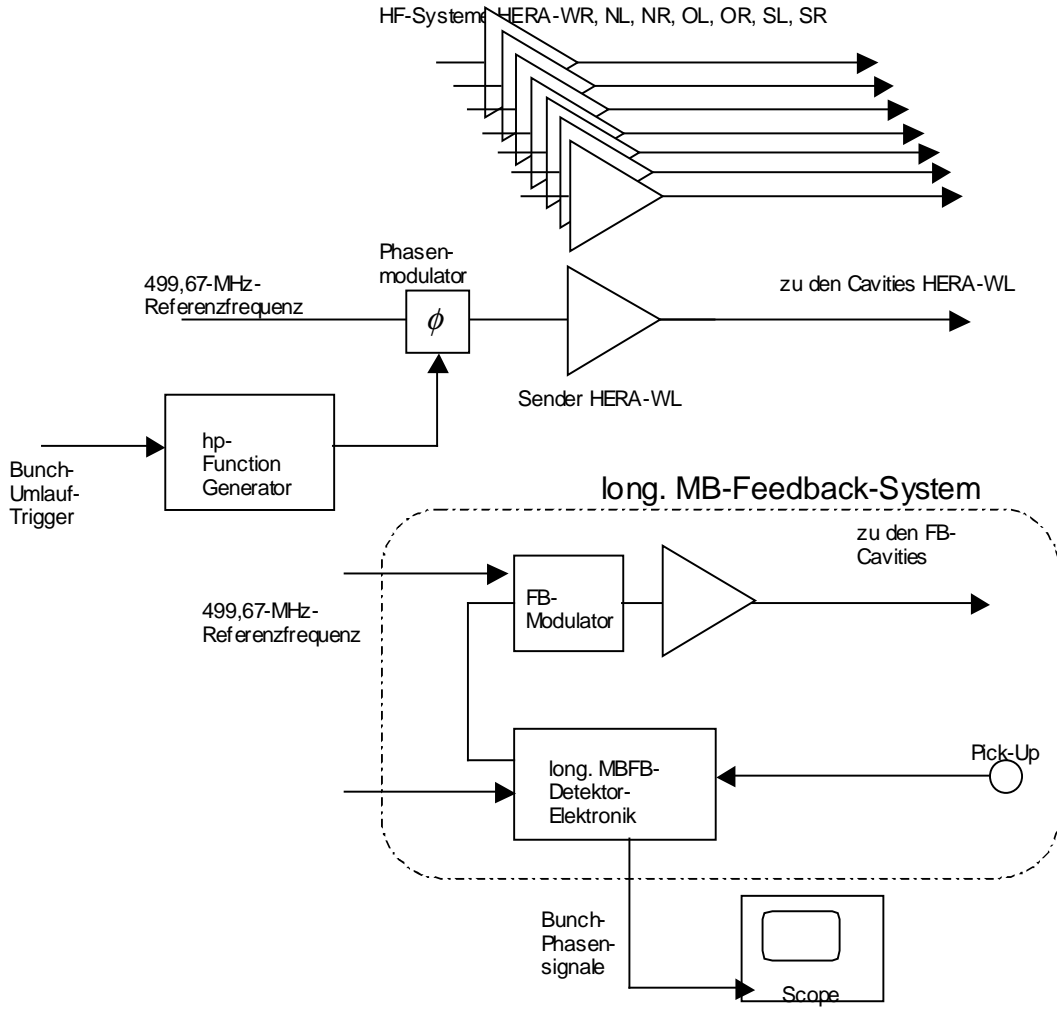 HF-Systeme HERA-WR, NL, NR, OL, OR, SL, SR
Phasen-
modulator
499,67-MHz-
Referenzfrequenz
ϕ
zu den Cavities HERA-WL
Sender HERA-WL
hp-
Function
Generator
Bunch-
Umlauf-
Trigger
long. MB-Feedback-System
zu den FB-
Cavities
FB-
Modulator
499,67-MHz-
Referenzfrequenz
Pick-Up
long. MBFB-
Detektor-
Elektronik
Bunch-
Phasen-
signale
Scope